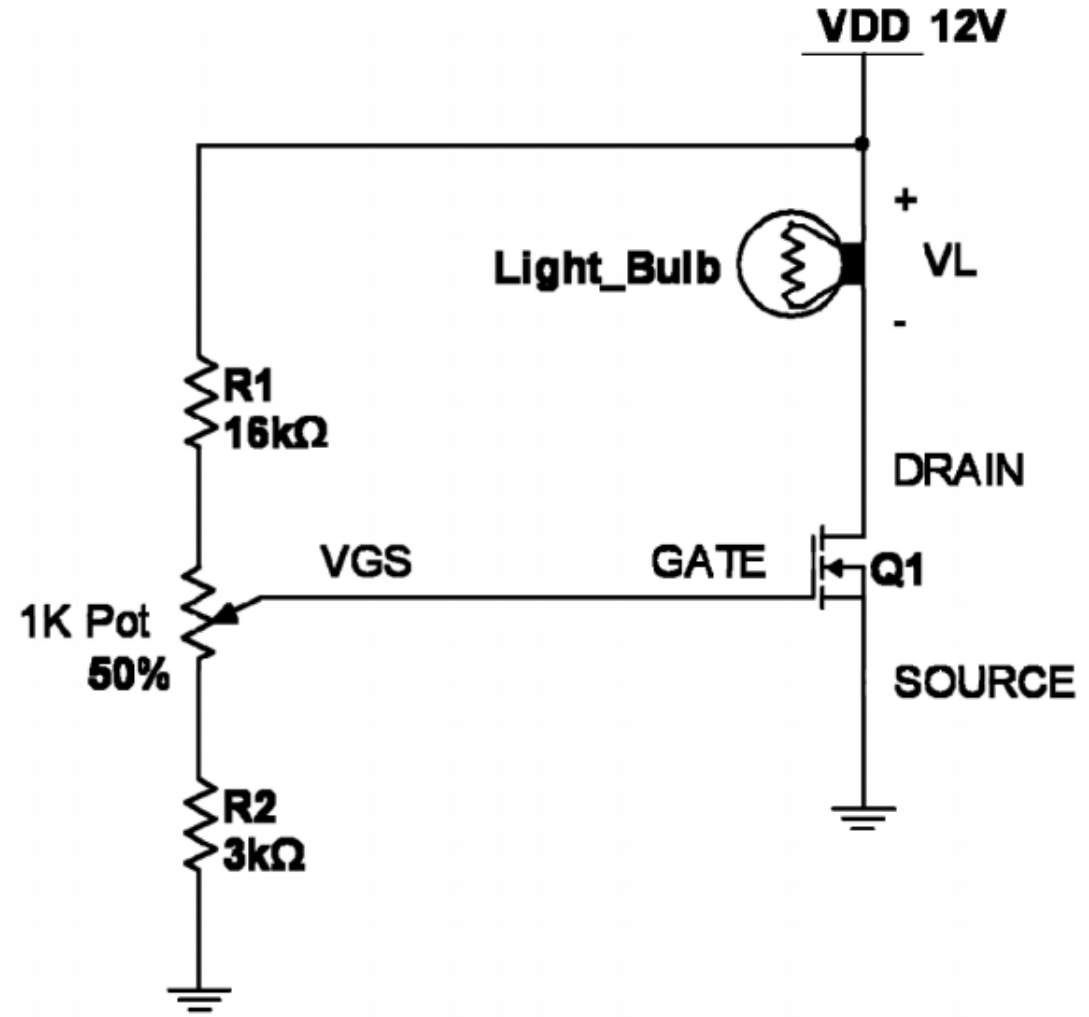 VDD 12V
+
VL
-
Light_Bulb
R1
16kΩ
DRAIN
VGS
GATE
Q1
1K Pot
50%
SOURCE
R2
3kΩ